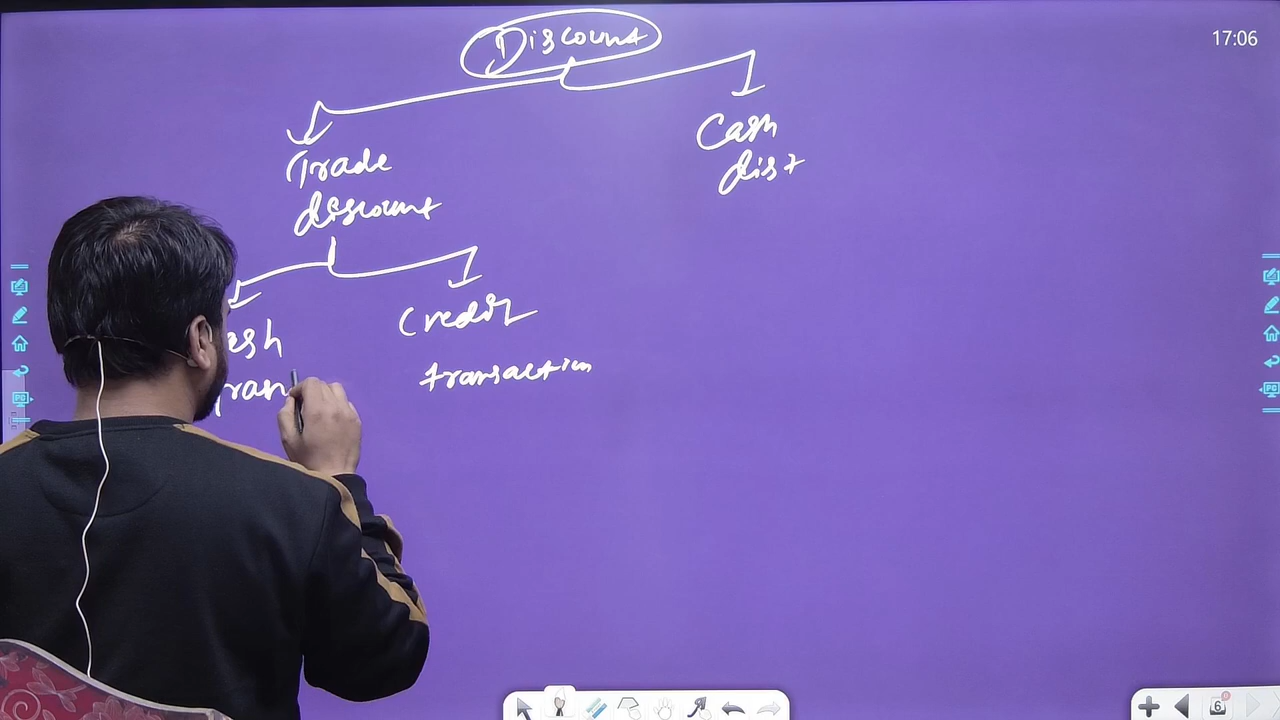 Discount
17:06
Trade
discount
Cash
dist
Credit
transaction